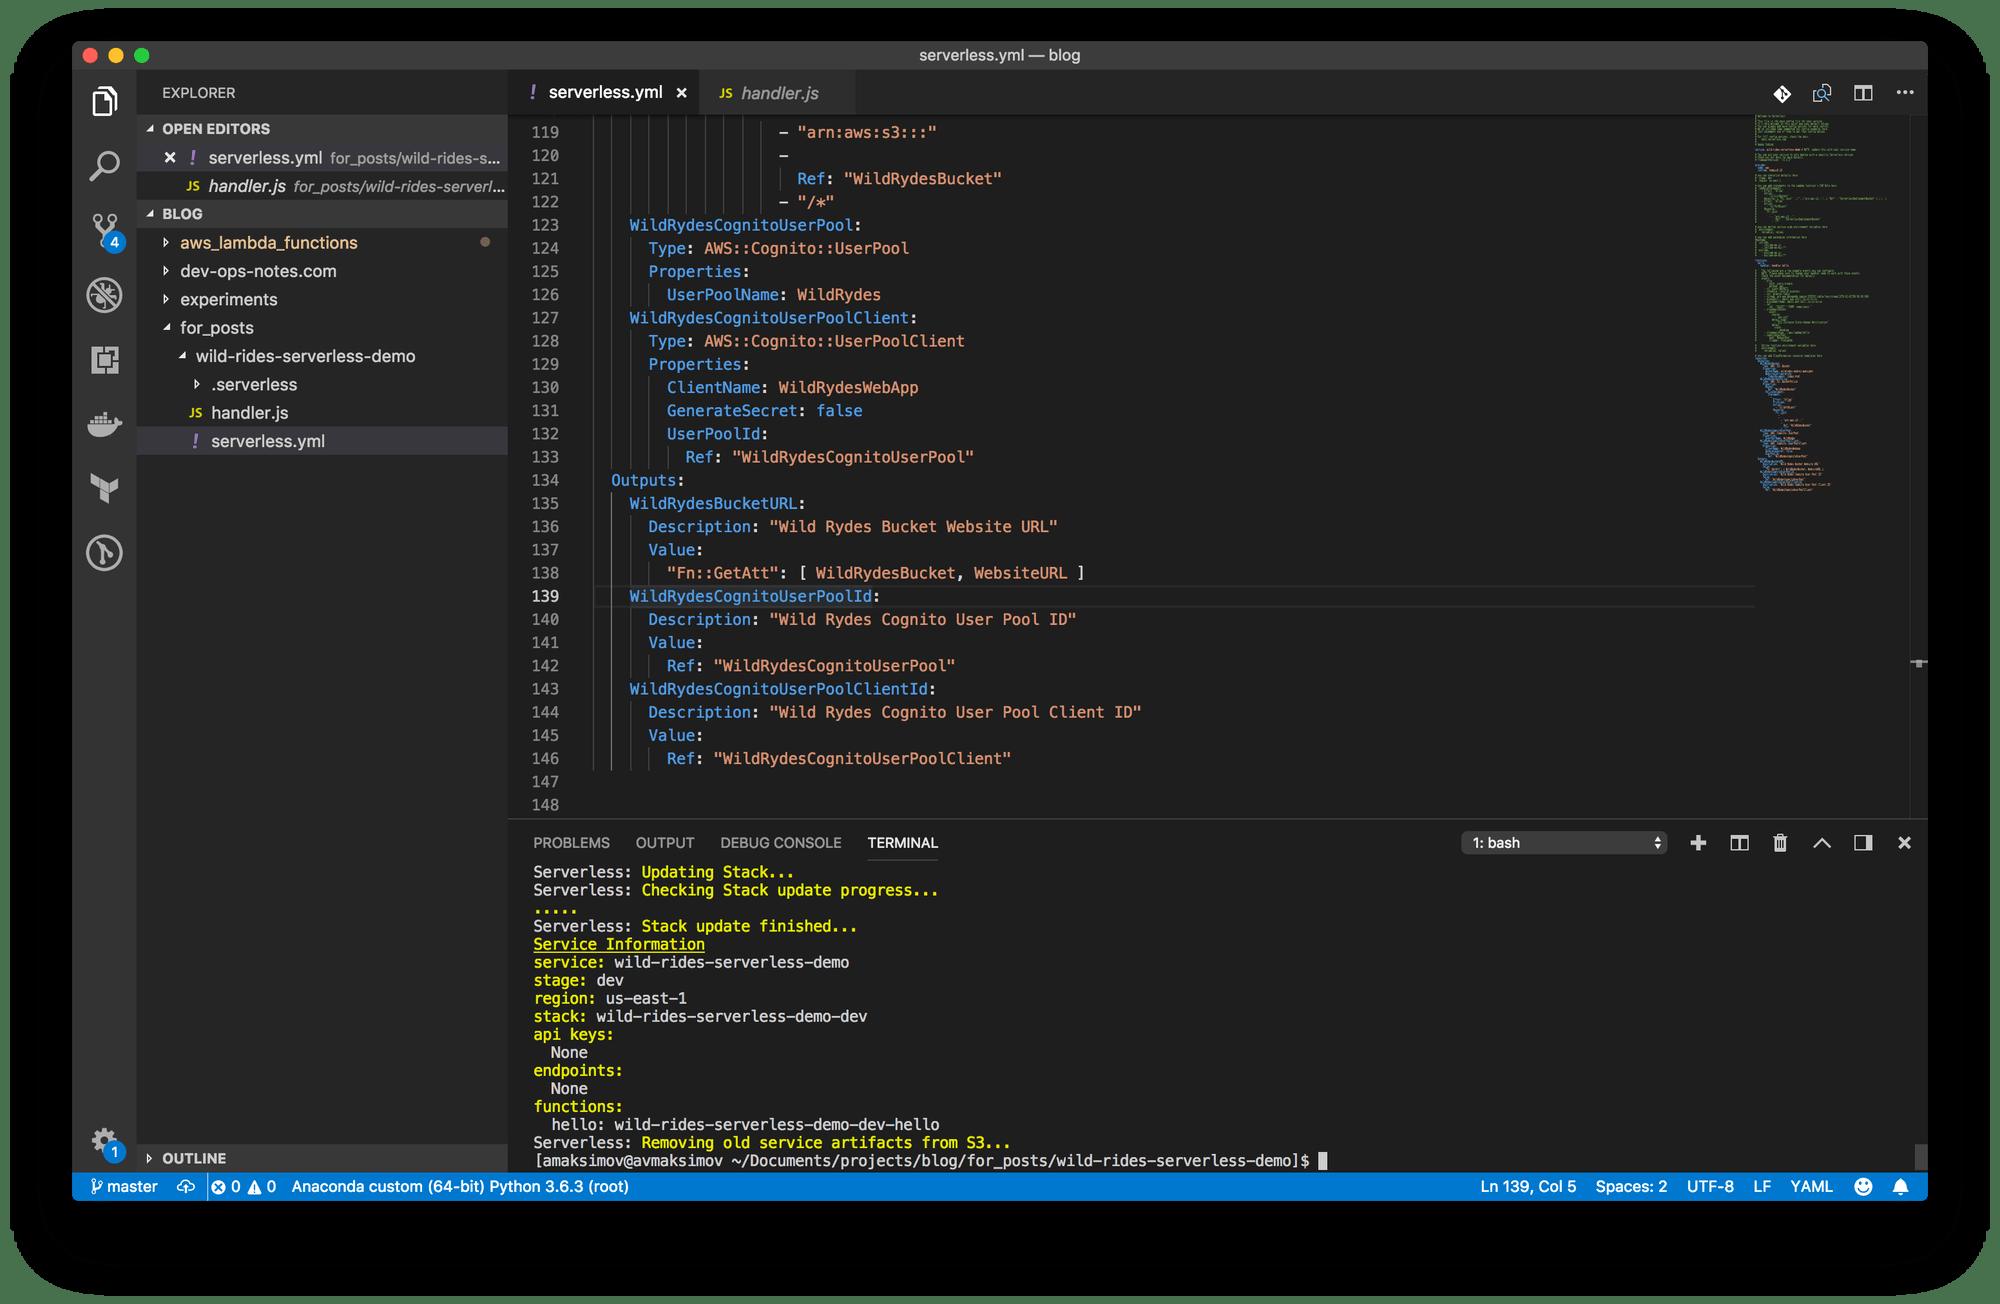 serverless.yml — blog
EXPLORER
OPEN EDITORS
! serverless.yml for_posts/wild-rides-s...
JS handler.js for_posts/wild-rides-serverl...
BLOG
aws_lambda_functions
dev-ops-notes.com
experiments
for_posts
wild-rides-serverless-demo
.serverless
JS handler.js
! serverless.yml
OUTLINE
4
1
! serverless.yml
JS handler.js
119 - "arn:aws:s3:::"
120 -
121 Ref: "WildRydesBucket"
122 - "/*"
123 WildRydesCognitoUserPool:
124 Type: AWS::Cognito::UserPool
125 Properties:
126 UserPoolName: WildRydes
127 WildRydesCognitoUserPoolClient:
128 Type: AWS::Cognito::UserPoolClient
129 Properties:
130 ClientName: WildRydesWebApp
131 GenerateSecret: false
132 UserPoolId:
133 Ref: "WildRydesCognitoUserPool"
134 Outputs:
135 WildRydesBucketURL:
136 Description: "Wild Rydes Bucket Website URL"
137 Value:
138 "Fn::GetAtt": [ WildRydesBucket, WebsiteURL ]
139 WildRydesCognitoUserPoolId:
140 Description: "Wild Rydes Cognito User Pool ID"
141 Value:
142 Ref: "WildRydesCognitoUserPool"
143 WildRydesCognitoUserPoolClientId:
144 Description: "Wild Rydes Cognito User Pool Client ID"
145 Value:
146 Ref: "WildRydesCognitoUserPoolClient"
147
148
PROBLEMS OUTPUT DEBUG CONSOLE TERMINAL
1: bash
Serverless: Updating Stack...
Serverless: Checking Stack update progress...
.....
Serverless: Stack update finished...
Service Information
service: wild-rides-serverless-demo
stage: dev
region: us-east-1
stack: wild-rides-serverless-demo-dev
api keys:
None
endpoints:
None
functions:
hello: wild-rides-serverless-demo-dev-hello
Serverless: Removing old service artifacts from S3...
[amaksimov@avmaksimov ~/Documents/projects/blog/for_posts/wild-rides-serverless-demo]$
master 0 0 Anaconda custom (64-bit) Python 3.6.3 (root)
Ln 139, Col 5 Spaces: 2 UTF-8 LF YAML